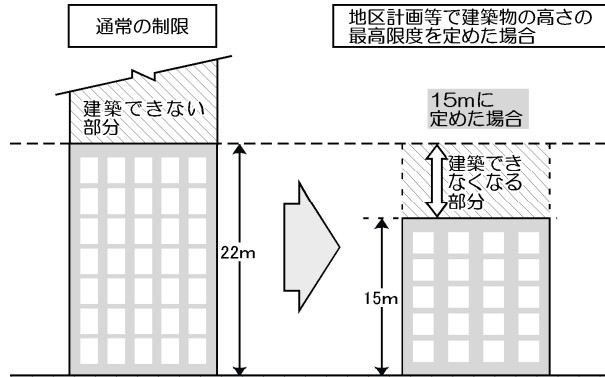 通常の制限
地区計画等で建築物の高さの
最高限度を定めた場合
建築できない
部分
15mに
定めた場合
建築でき
なくなる
部分
22m
15m